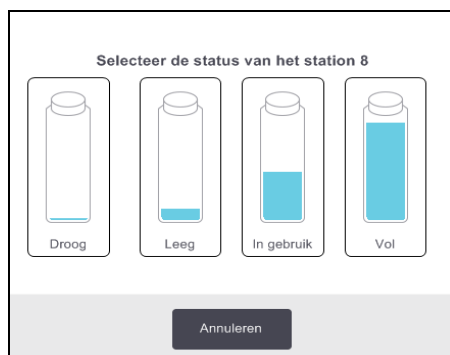 Selecteer de status van het station 8
Droog Leeg In gebruik Vol
Annuleren